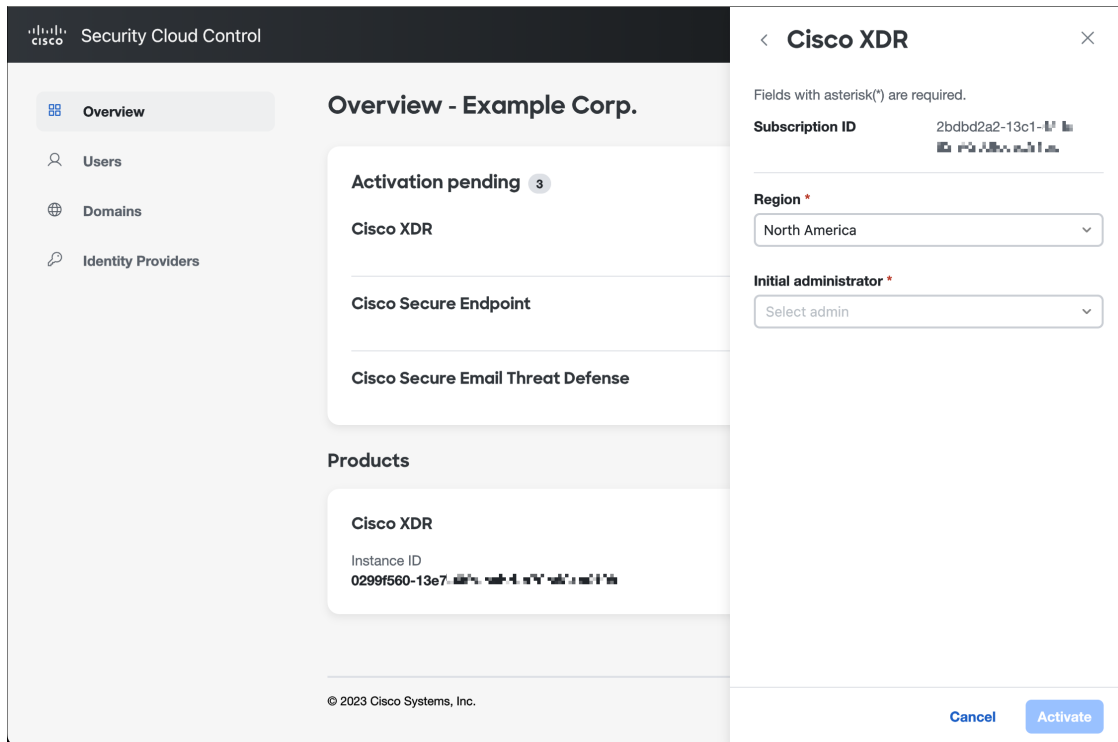 CISCO
Security Cloud Control
Overview
Users
Domains
Identity Providers
Overview - Example Corp.
Activation pending 3
Cisco XDR
Cisco Secure Endpoint
Cisco Secure Email Threat Defense
Products
Cisco XDR
Instance ID
0299f560-13e7-
© 2023 Cisco Systems, Inc.
Cisco XDR
Fields with asterisk(*) are required.
Subscription ID 2bdbd2a2-13c1-
Region *
North America
Initial administrator *
Select admin
Cancel Activate